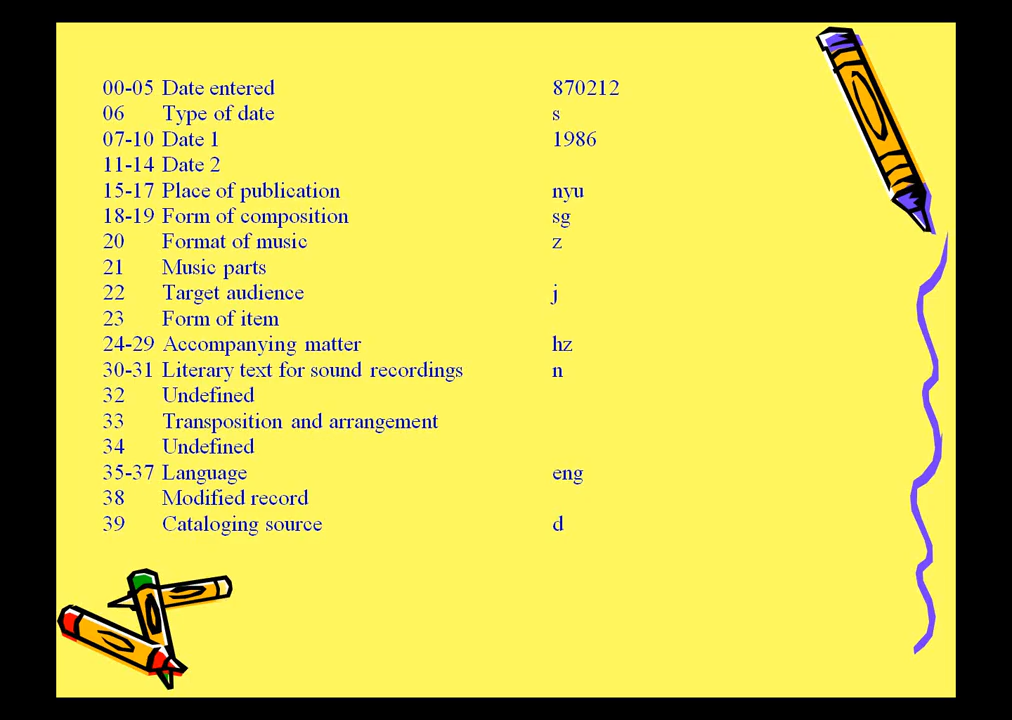 00-05 Date entered 870212
06 Type of date s
07-10 Date 1 1986
11-14 Date 2
15-17 Place of publication nyu
18-19 Form of composition sg
20 Format of music z
21 Music parts
22 Target audience j
23 Form of item
24-29 Accompanying matter hz
30-31 Literary text for sound recordings n
32 Undefined
33 Transposition and arrangement
34 Undefined
35-37 Language eng
38 Modified record
39 Cataloging source d